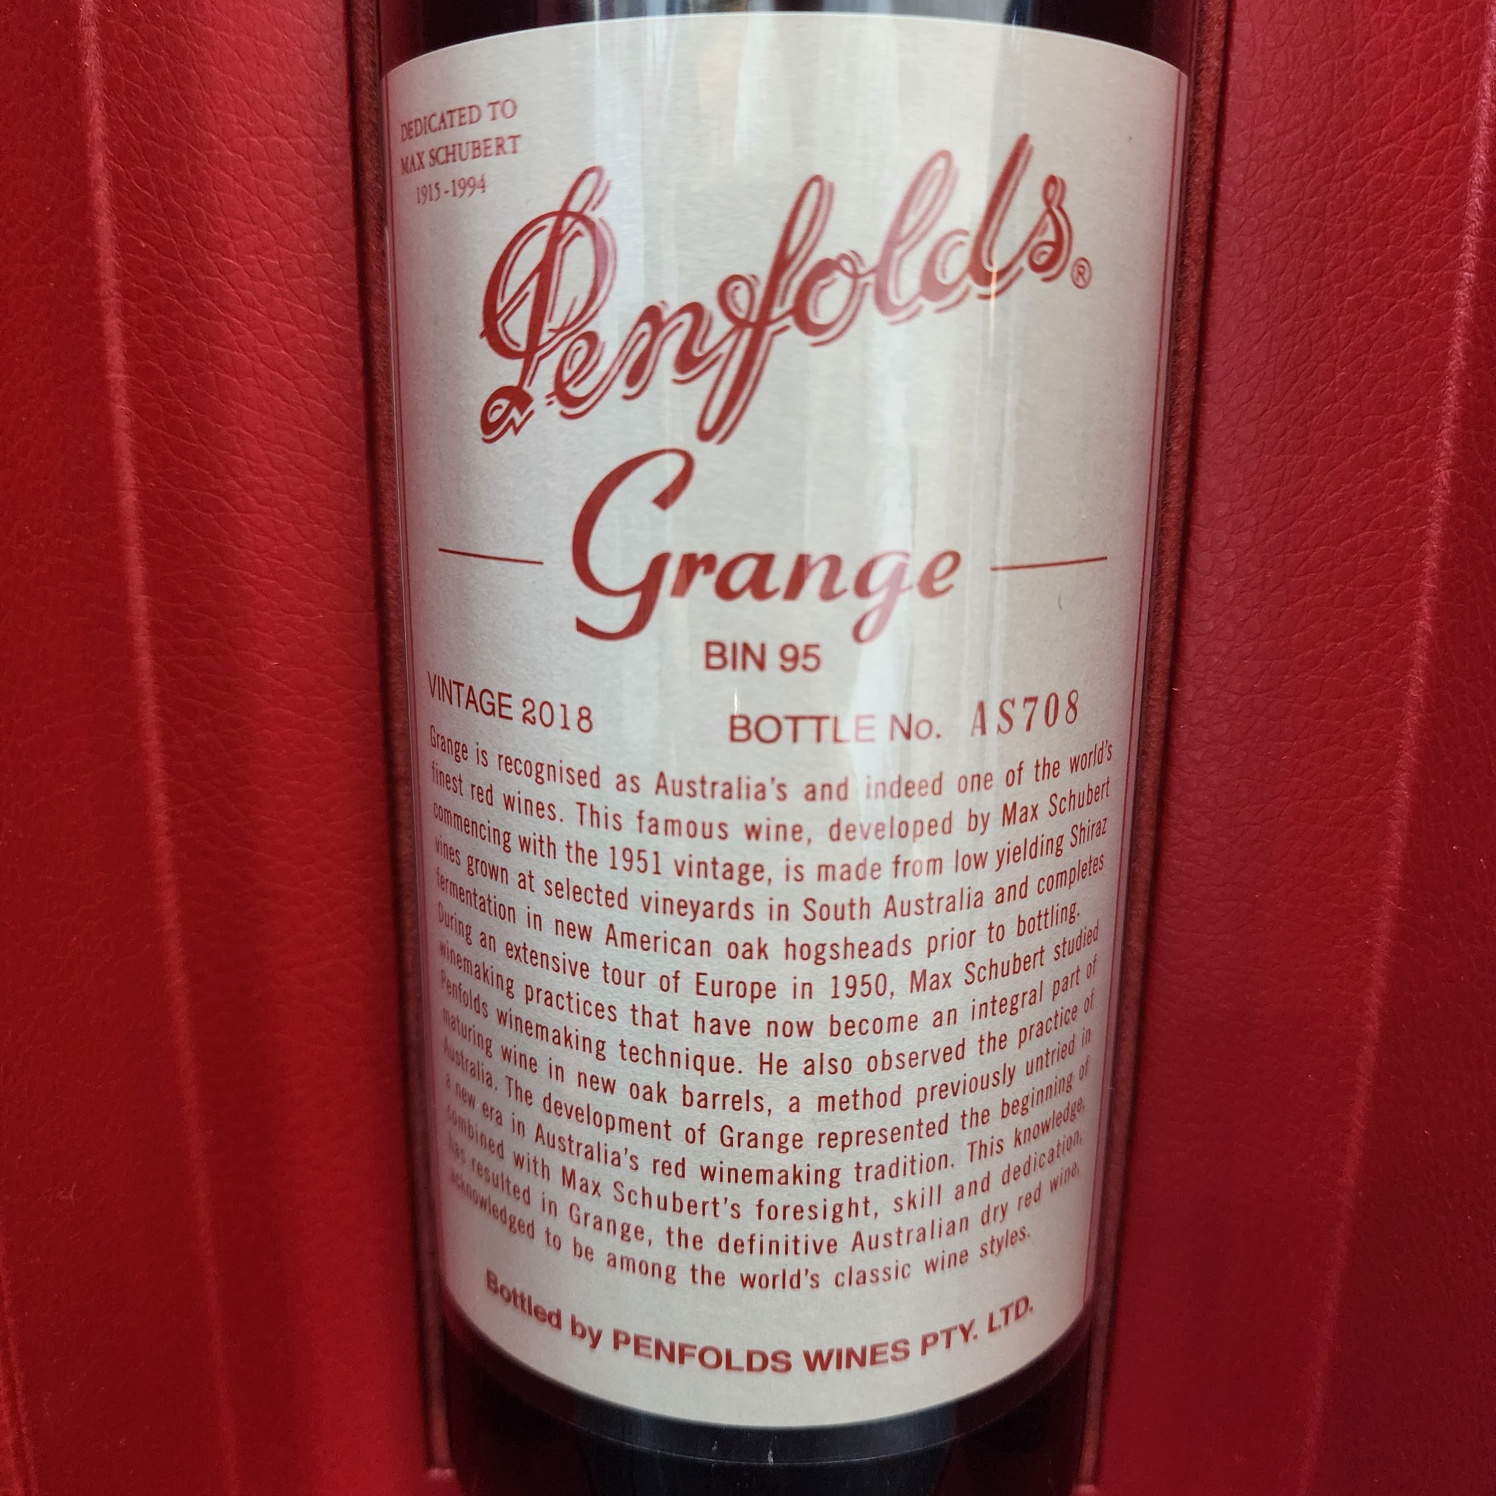 DEDICATED TO
MAX SCHUBERT
1915-1994
Penfolds®
Grange
BIN 95
VINTAGE 2018 BOTTLE No. AS708
Grange is recognised as Australia's and indeed one of the world's
finest red wines. This famous wine, developed by Max Schubert
commencing with the 1951 vintage, is made from low yielding Shiraz
vines grown at selected vineyards in South Australia and completes
fermentation in new American oak hogsheads prior to bottling.
During an extensive tour of Europe in 1950, Max Schubert studied
winemaking practices that have now become an integral part of
Penfolds winemaking technique. He also observed the practice of
maturing wine in new oak barrels, a method previously untried in
Australia. The development of Grange represented the beginning of
a new era in Australia's red winemaking tradition. This knowledge,
combined with Max Schubert's foresight, skill and dedication,
has resulted in Grange, the definitive Australian dry red wine,
acknowledged to be among the world's classic wine styles.
Bottled by PENFOLDS WINES PTY. LTD.